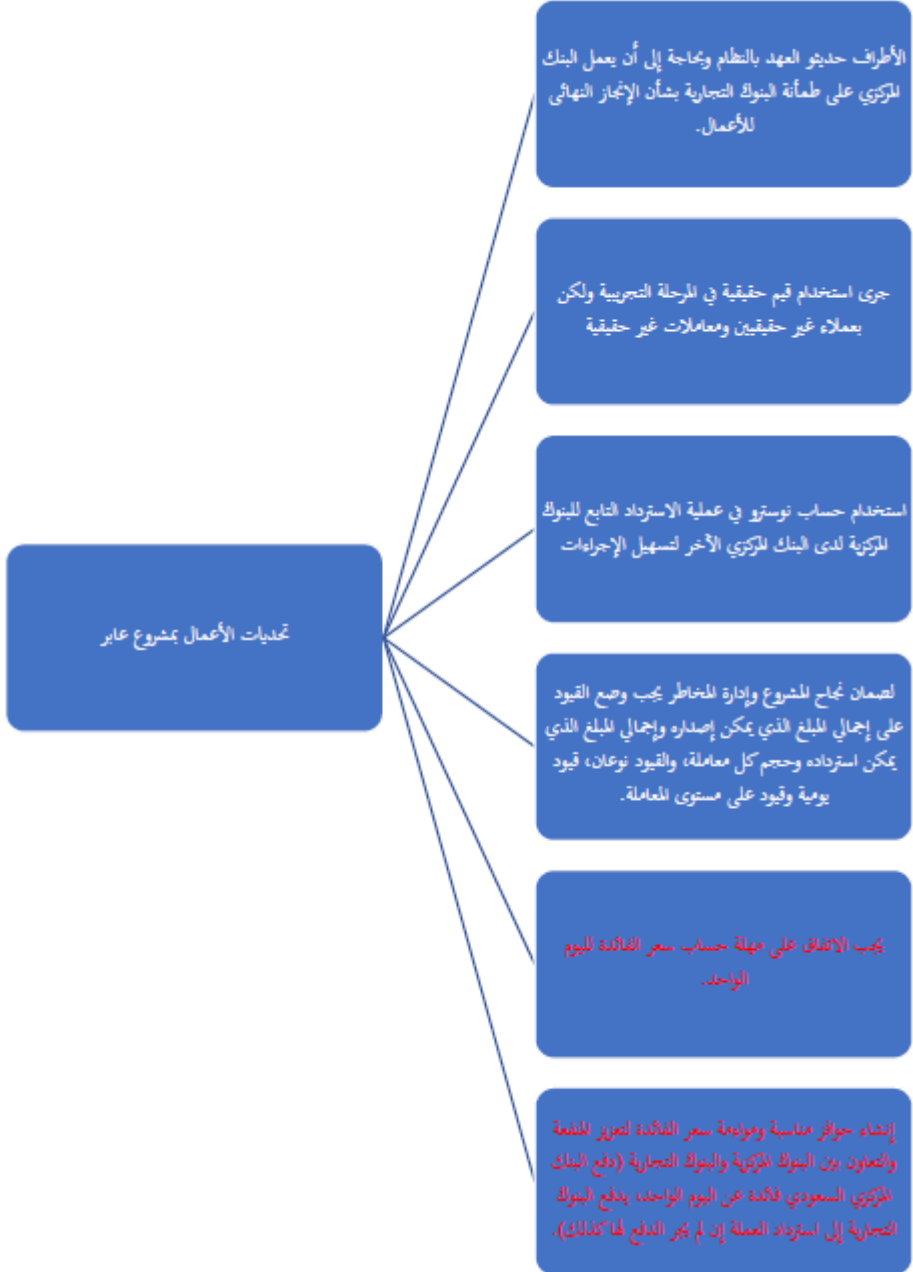 تحديات الأعمال بمشروع عابر
الأطراف حديثو العهد بالنظام وبحاجة إلى أن يعمل البنك
المركزي على طمأنة البنوك التجارية بشأن الإنجاز النهائي
للأعمال.
جرى استخدام قيم حقيقية في المرحلة التجريبية ولكن
بعملاء غير حقيقيين ومعاملات غير حقيقية
استخدام حساب نوسترو في عملية الاسترداد التابع للبنوك
المركزية لدى البنك المركزي الآخر لتسهيل الإجراءات
لضمان نجاح المشروع وإدارة المخاطر يجب وضع القيود
على إجمالي المبلغ الذي يمكن إصداره وإجمالي المبلغ الذي
يمكن استرداده وحجم كل معاملة، والقيود نوعان، قيود
يومية وقيود على مستوى المعاملة.
يجب الاتفاق على مهلة حساب سعر الفائدة لليوم
الواحد.
إنشاء حوافز مناسبة ومواءمة سعر الفائدة لتعزيز المنفعة
والتعاون بين البنوك المركزية والبنوك التجارية (دفع البنك
المركزي السعودي فائدة عن اليوم الواحد، يدفع البنوك
التجارية إلى استرداد العملة إن لم يجر الدفع لها كذلك).